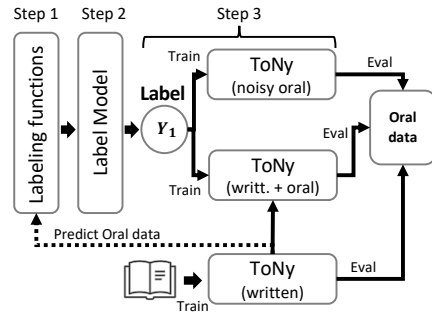 Step 1
Step 2
Step 3
Labeling functions
Label Model
Label
Y₁
Train
ToNy
(noisy oral)
Eval
Oral
data
Train
ToNy
(writt. + oral)
Eval
Predict Oral data
Train
ToNy
(written)
Eval